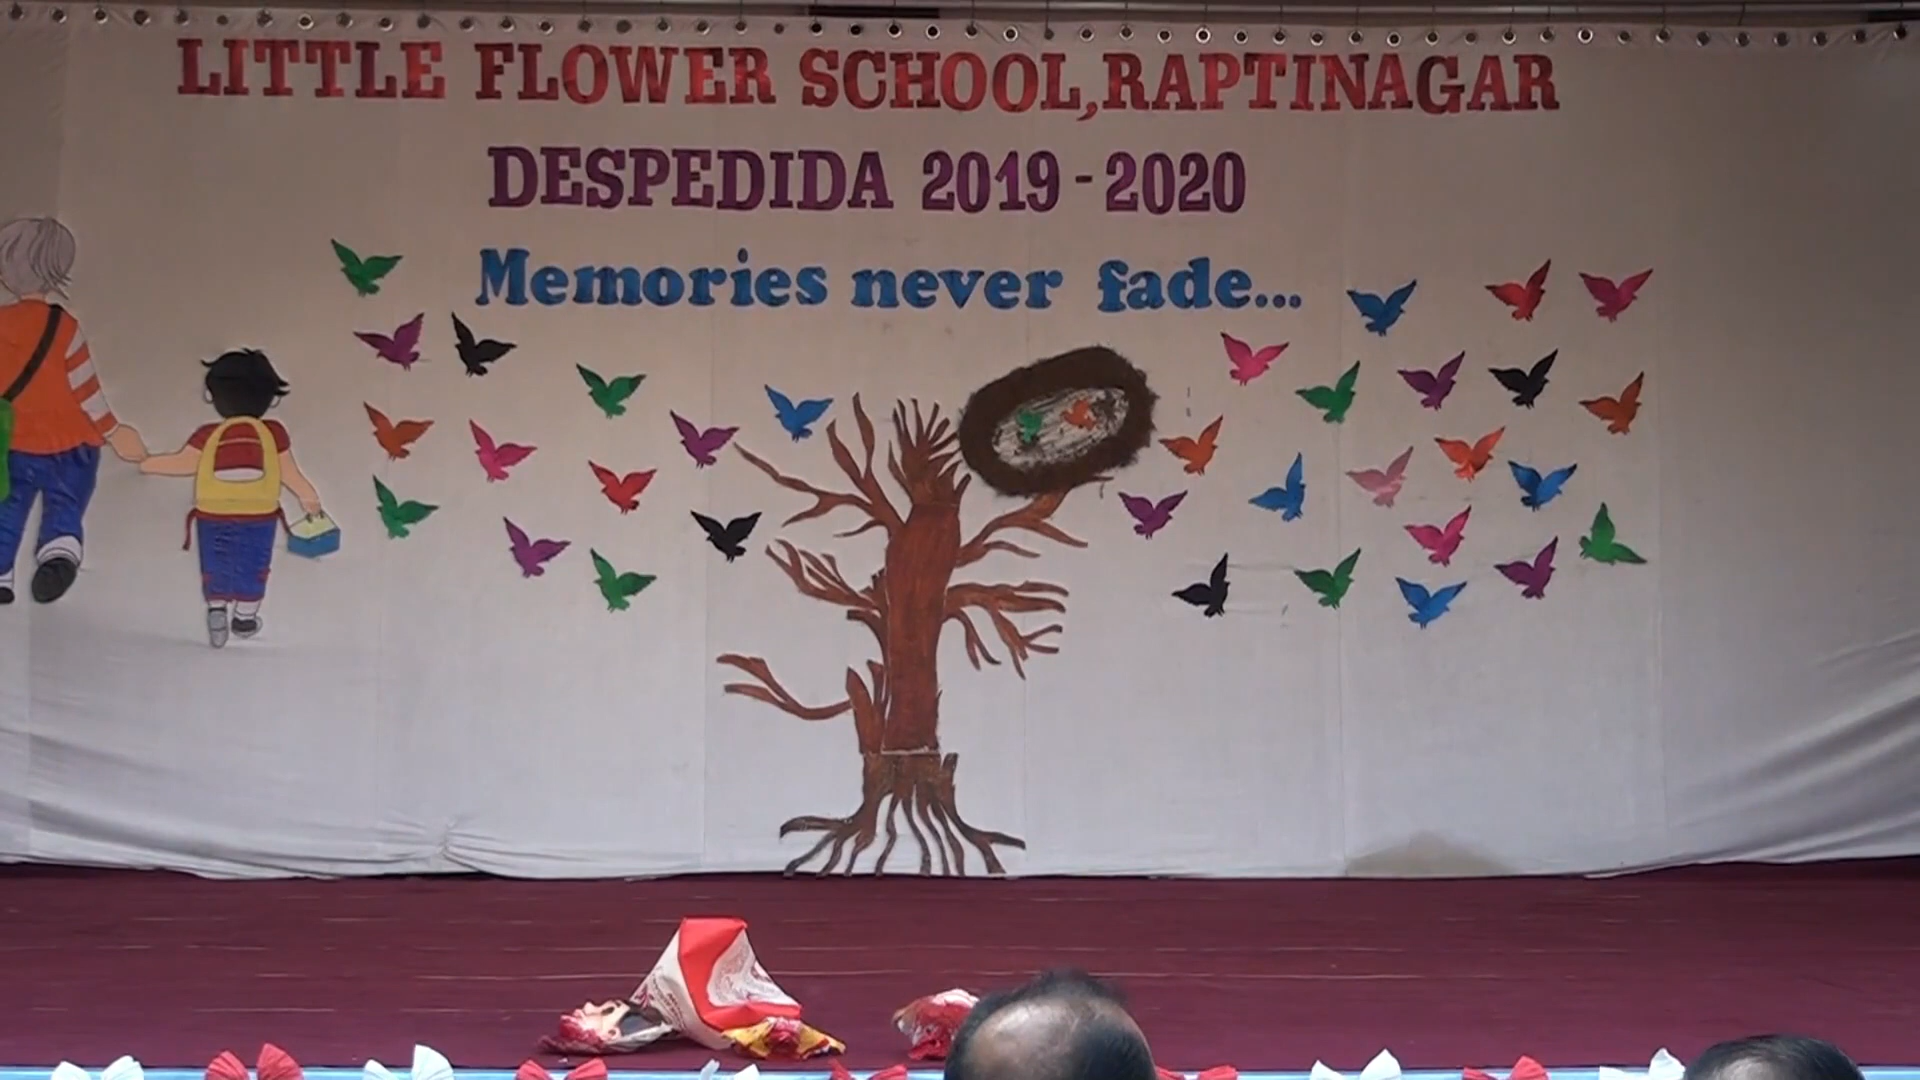 LITTLE FLOWER SCHOOL,RAPTINAGAR
DESPEDIDA 2019-2020
Memories never fade...